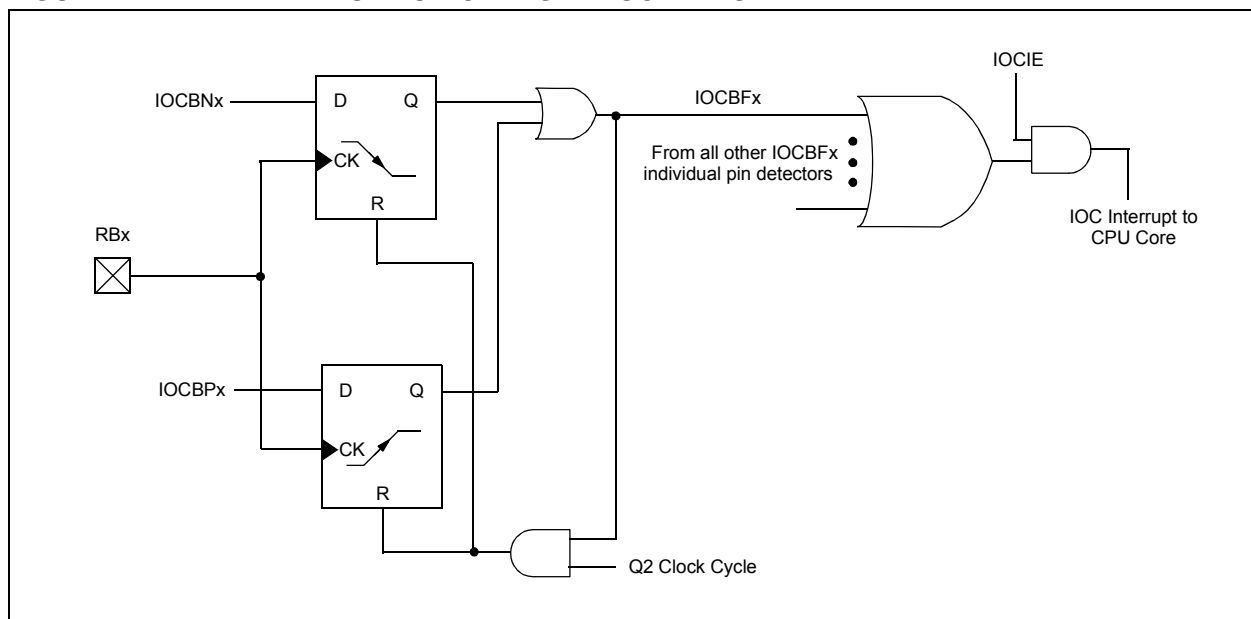 IOCIE
IOCBNx
D
Q
IOCBFx
CK
From all other IOCBFx
individual pin detectors
R
IOC Interrupt to
CPU Core
RBx
IOCBPx
D
Q
CK
R
Q2 Clock Cycle